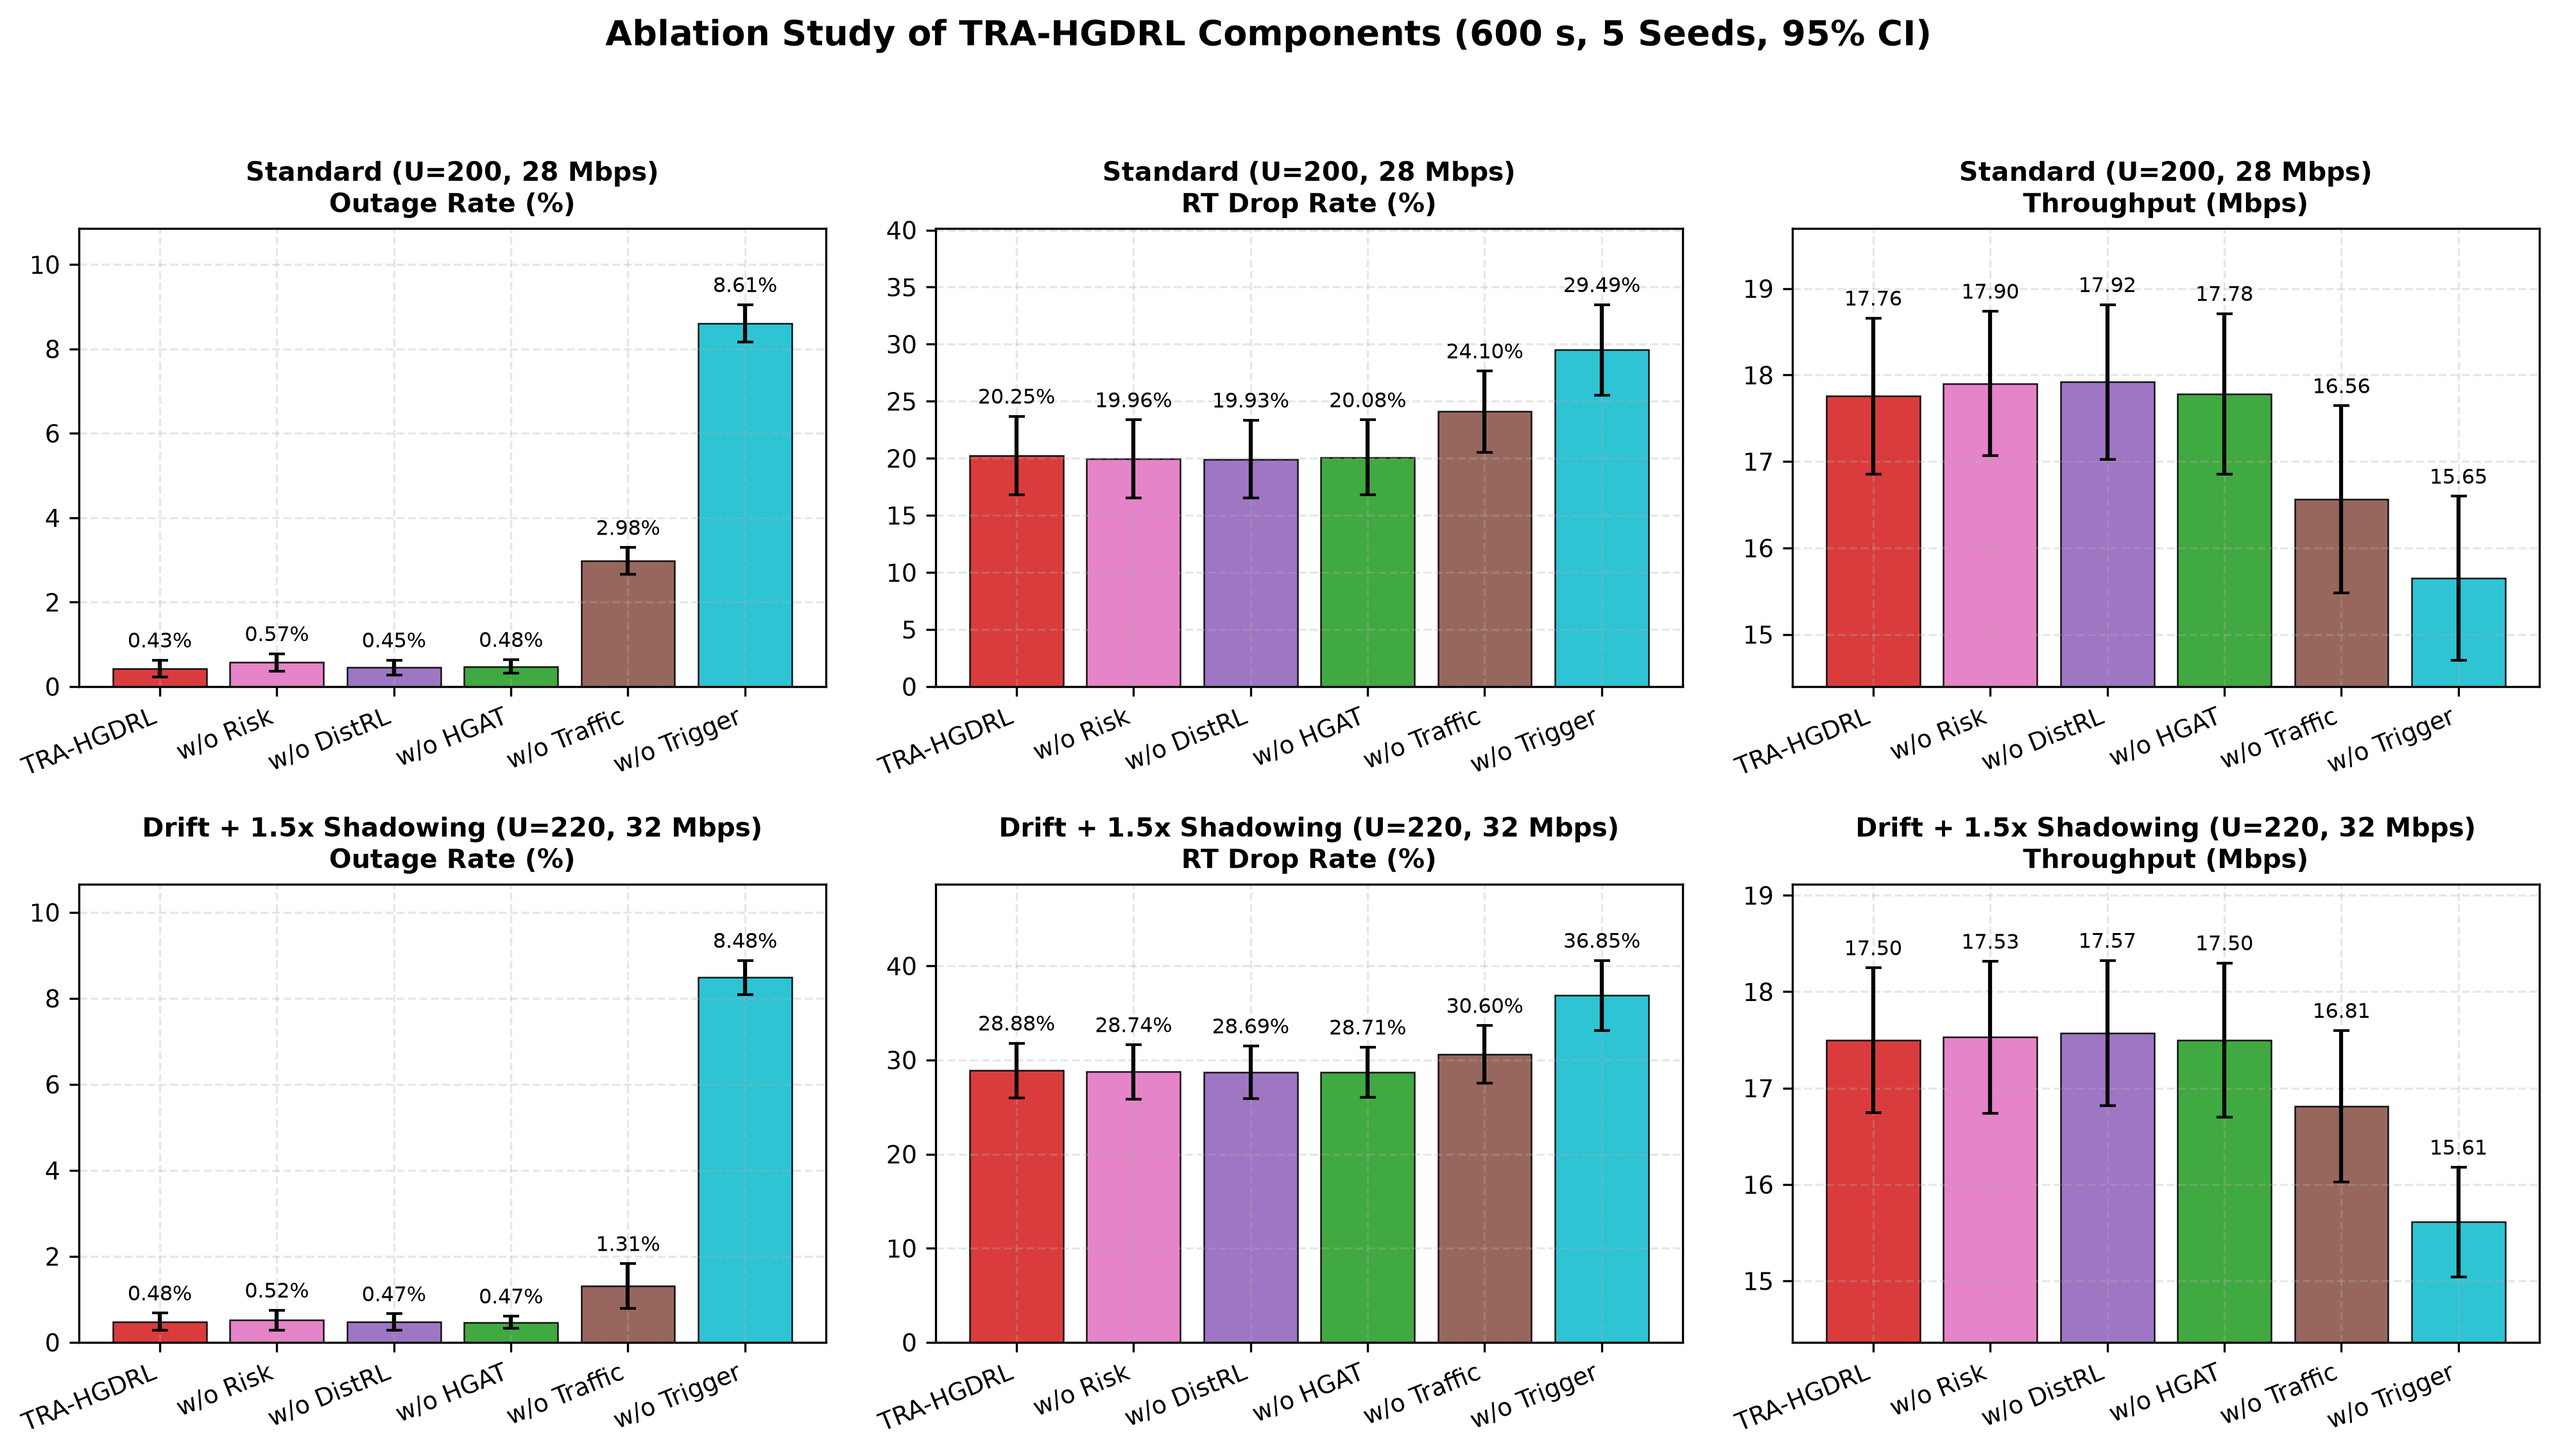 Ablation Study of TRA-HGDRL Components (600 s, 5 Seeds, 95% CI)
Standard (U=200, 28 Mbps)
Outage Rate (%)
10
8
6
4
2
0
0.43%
0.57%
0.45%
0.48%
2.98%
8.61%
TRA-HGDRL
w/o Risk
w/o DistRL
w/o HGAT
w/o Traffic
w/o Trigger
Standard (U=200, 28 Mbps)
RT Drop Rate (%)
40
35
30
25
20
15
10
5
0
20.25%
19.96%
19.93%
20.08%
24.10%
29.49%
TRA-HGDRL
w/o Risk
w/o DistRL
w/o HGAT
w/o Traffic
w/o Trigger
Standard (U=200, 28 Mbps)
Throughput (Mbps)
19
18
17
16
15
17.76
17.90
17.92
17.78
16.56
15.65
TRA-HGDRL
w/o Risk
w/o DistRL
w/o HGAT
w/o Traffic
w/o Trigger
Drift + 1.5x Shadowing (U=220, 32 Mbps)
Outage Rate (%)
10
8
6
4
2
0
0.48%
0.52%
0.47%
0.47%
1.31%
8.48%
TRA-HGDRL
w/o Risk
w/o DistRL
w/o HGAT
w/o Traffic
w/o Trigger
Drift + 1.5x Shadowing (U=220, 32 Mbps)
RT Drop Rate (%)
40
30
20
10
0
28.88%
28.74%
28.69%
28.71%
30.60%
36.85%
TRA-HGDRL
w/o Risk
w/o DistRL
w/o HGAT
w/o Traffic
w/o Trigger
Drift + 1.5x Shadowing (U=220, 32 Mbps)
Throughput (Mbps)
19
18
17
16
15
17.50
17.53
17.57
17.50
16.81
15.61
TRA-HGDRL
w/o Risk
w/o DistRL
w/o HGAT
w/o Traffic
w/o Trigger